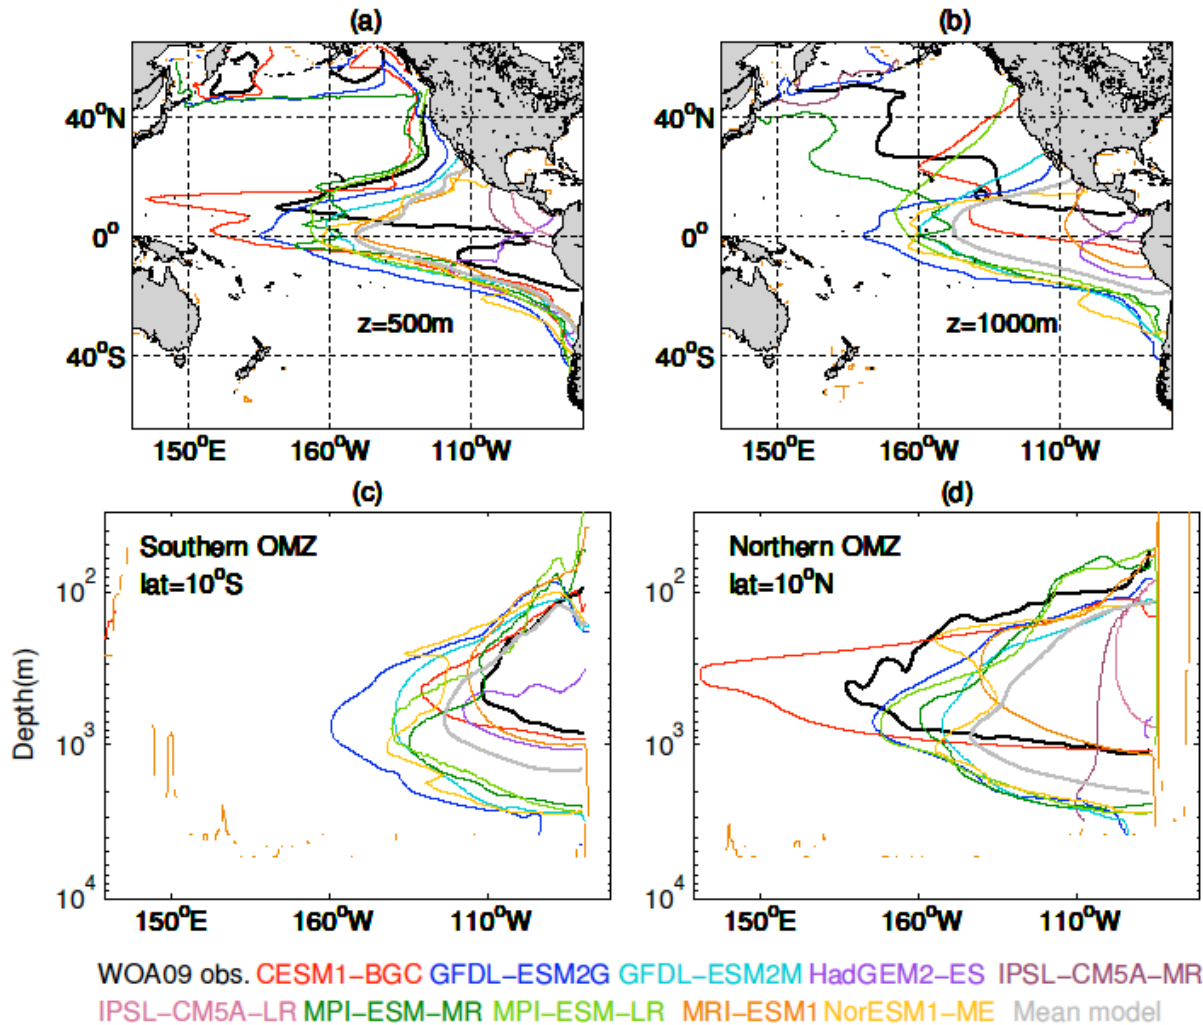 (a)
(b)
40°N
0°
40°S
z=500m
150°E 160°W 110°W
40°N
0°
40°S
z=1000m
150°E 160°W 110°W
(c)
(d)
Southern OMZ
lat=10°S
Depth(m)
10²
10³
10⁴
150°E 160°W 110°W
Northern OMZ
lat=10°N
10²
10³
10⁴
150°E 160°W 110°W
WOA09 obs. CESM1−BGC GFDL−ESM2G GFDL−ESM2M HadGEM2−ES IPSL−CM5A−MR
IPSL−CM5A−LR MPI−ESM−MR MPI−ESM−LR MRI−ESM1 NorESM1−ME Mean model